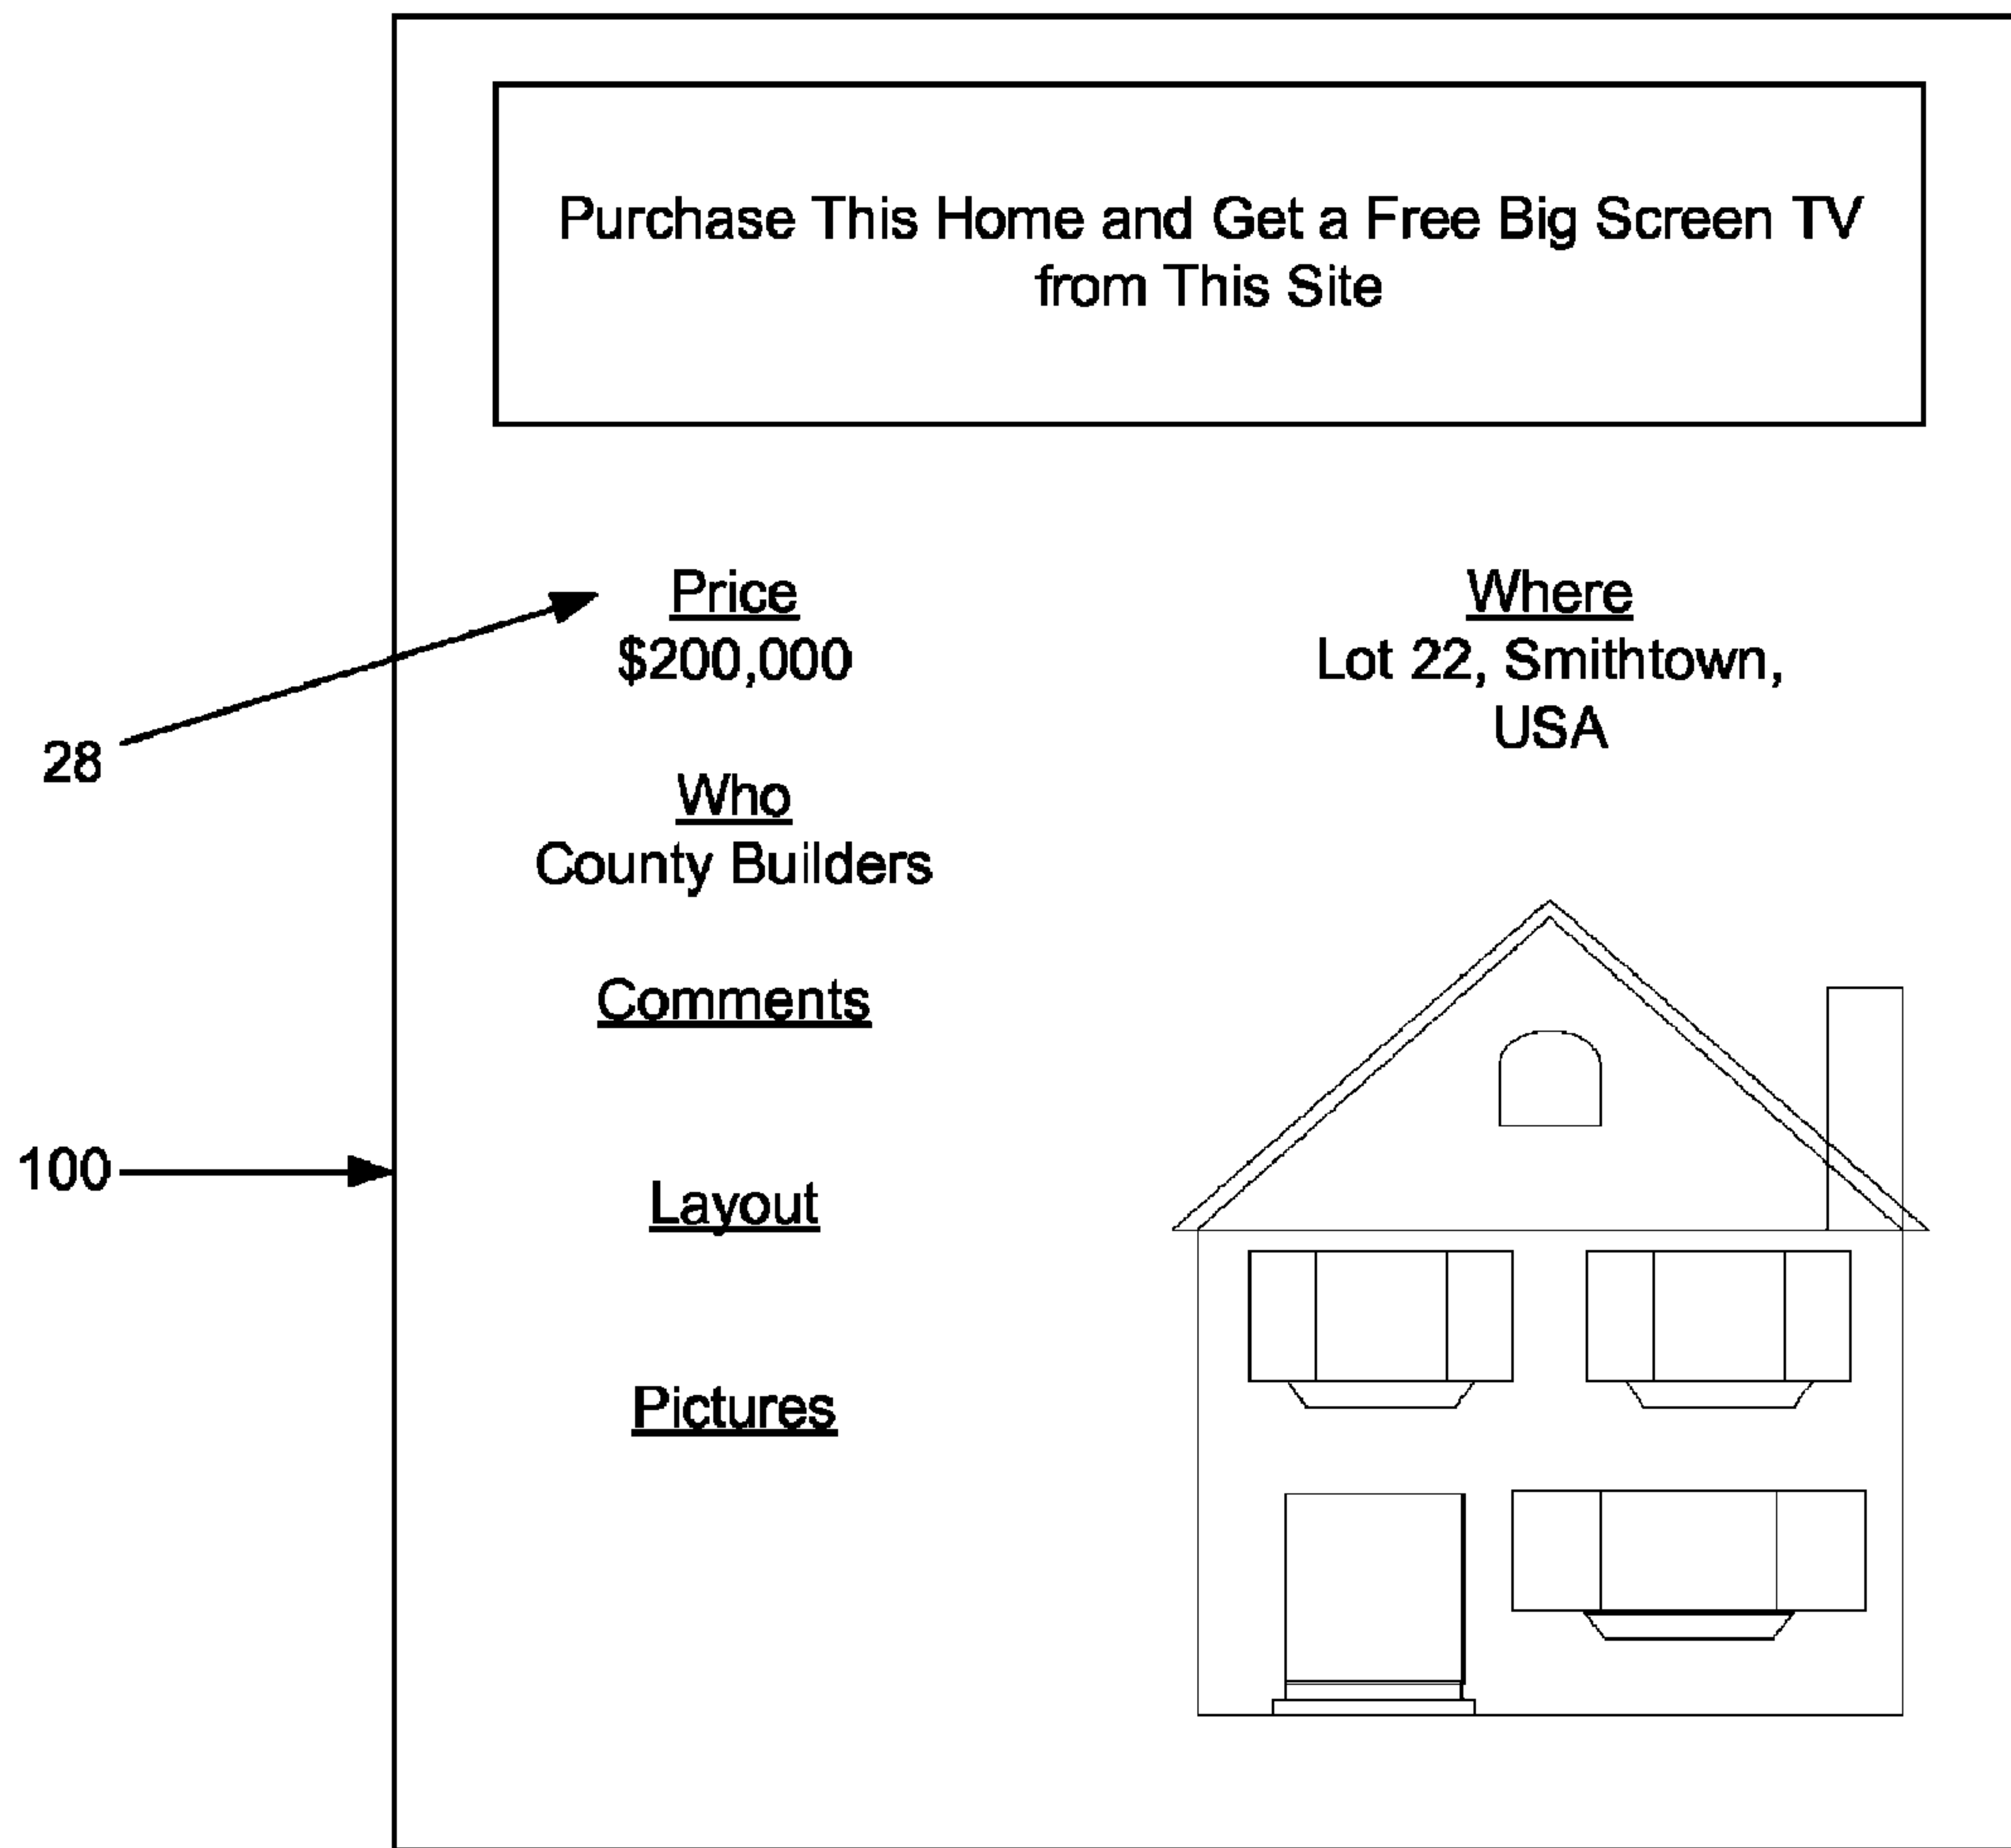 Purchase This Home and Get a Free Big Screen TV
from This Site
Price
$200,000
Where
Lot 22, Smithtown,
USA
28
Who
County Builders
Comments
100
Layout
Pictures